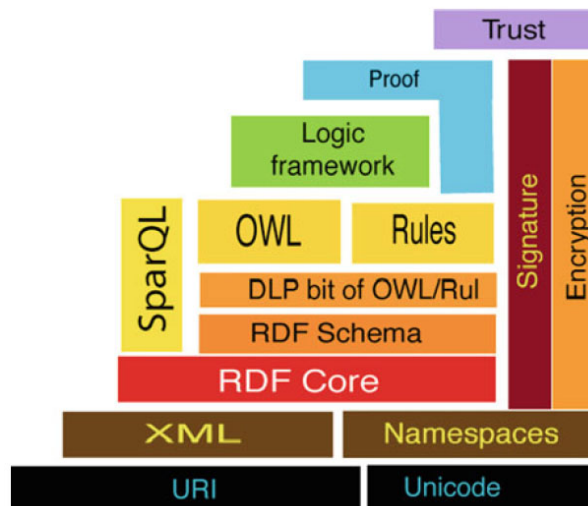 Trust
Proof
Logic
framework
SparQL
OWL
Rules
Signature
Encryption
DLP bit of OWL/Rul
RDF Schema
RDF Core
XML
Namespaces
URI
Unicode